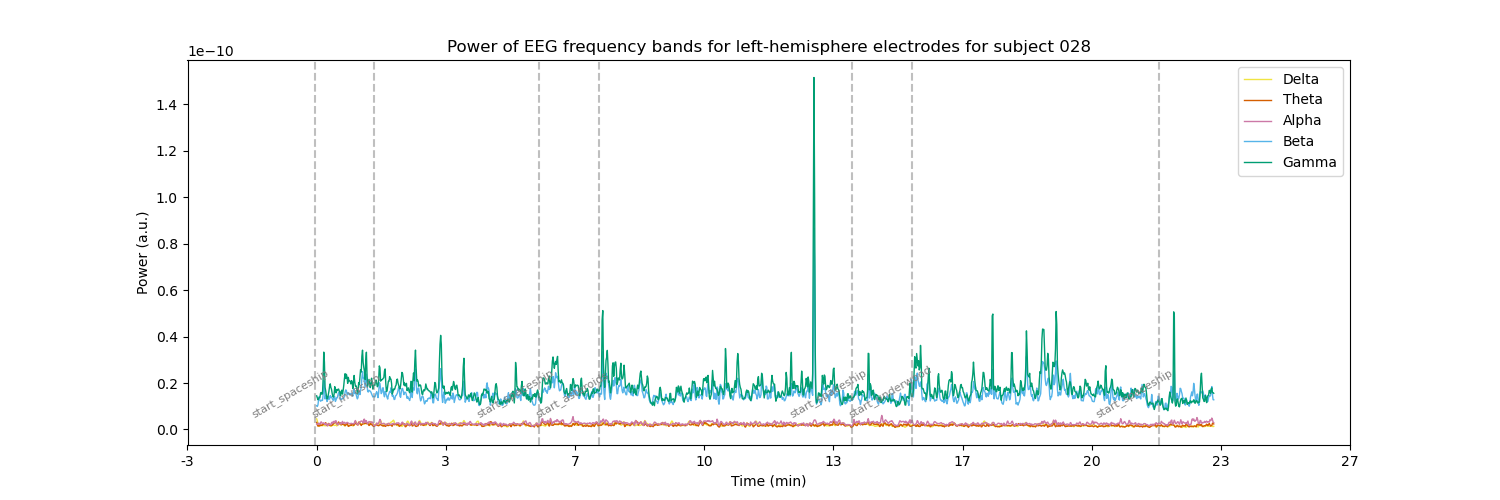 Power of EEG frequency bands for left-hemisphere electrodes for subject 028
1e−10
1.4
1.2
1.0
0.8
0.6
0.4
0.2
0.0
Power (a.u.)
Delta
Theta
Alpha
Beta
Gamma
start_spaceship
start_spaceship
start_spaceship
start_spaceship
-3
0
3
7
10
13
17
20
23
27
Time (min)